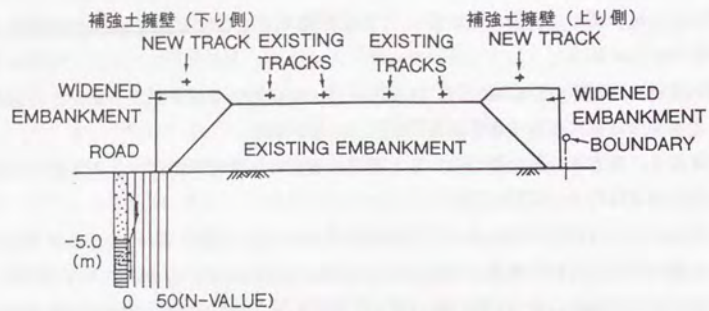 補強土擁壁（下り側）
NEW TRACK
EXISTING
TRACKS
EXISTING
TRACKS
補強土擁壁（上り側）
NEW TRACK
WIDENED
EMBANKMENT
WIDENED
EMBANKMENT
ROAD
EXISTING EMBANKMENT
BOUNDARY
-5.0
(m)
0 50(N-VALUE)